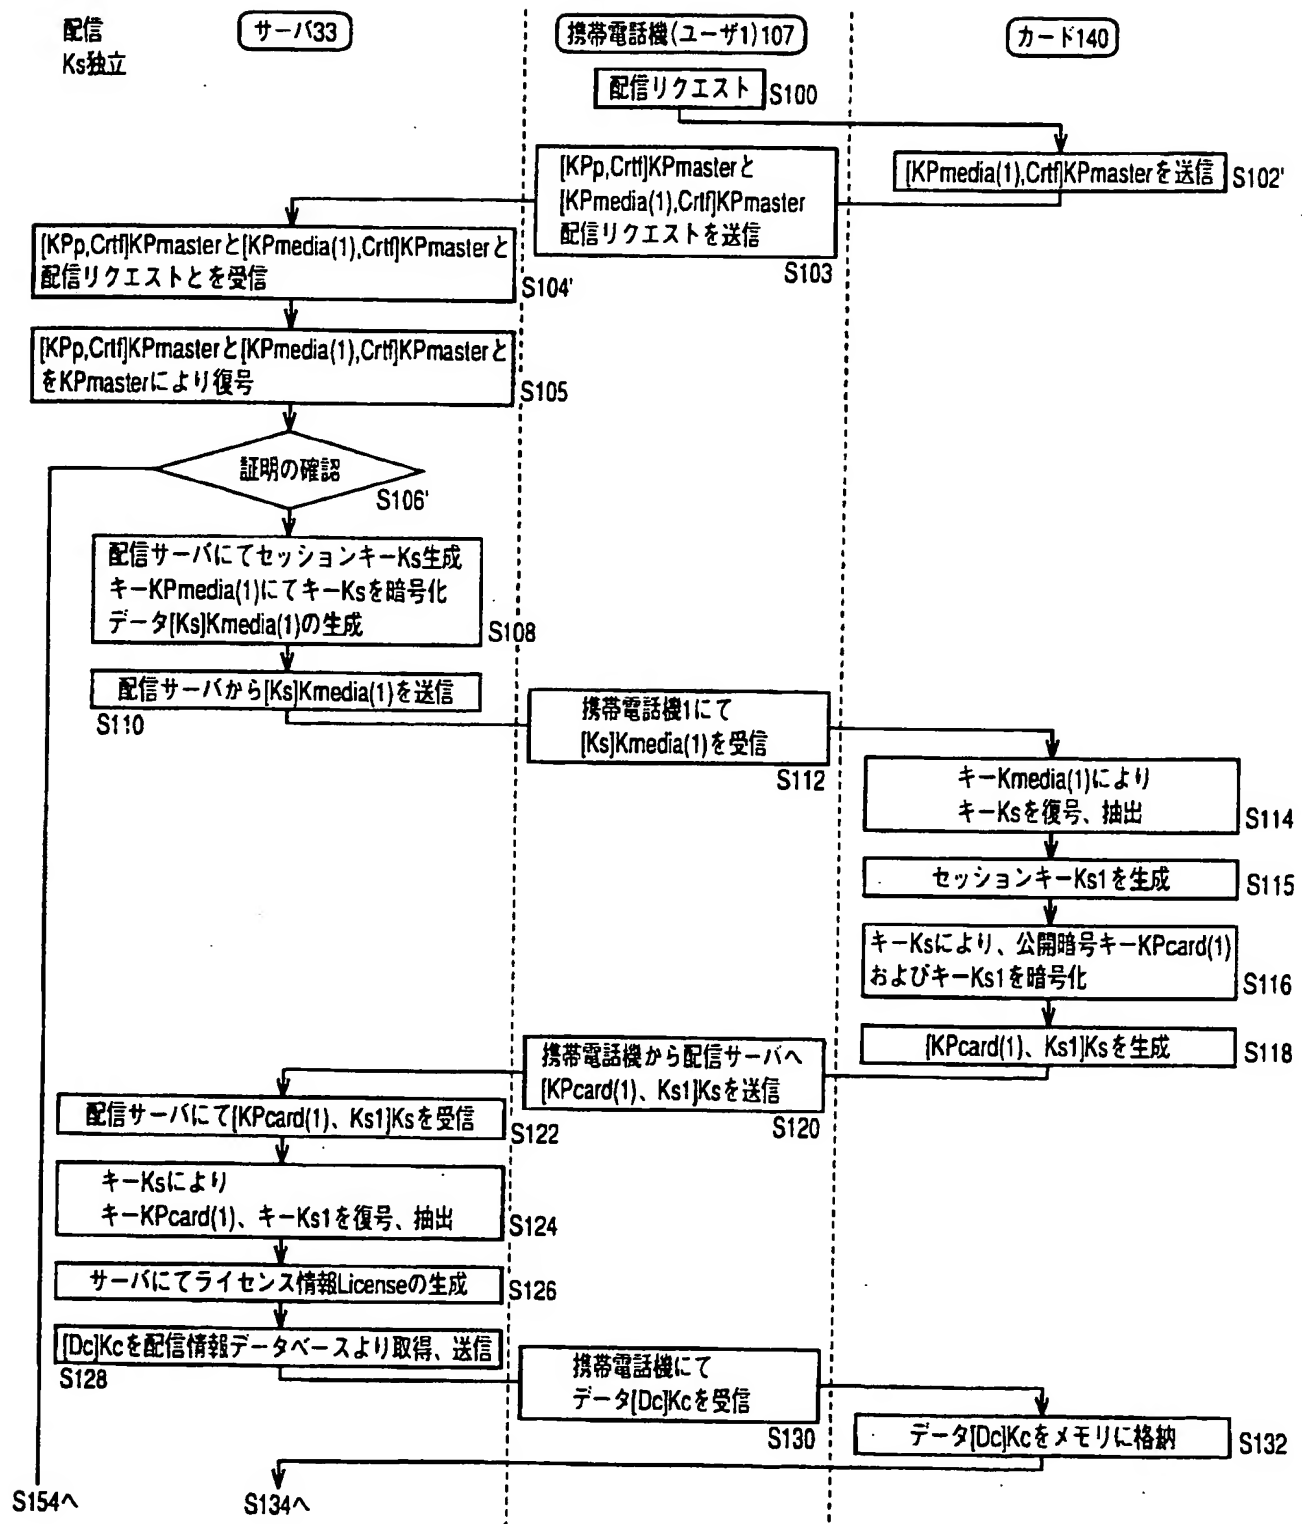 配信
Ks独立
サーバ33
携帯電話機(ユーザ1)107
カード140
配信リクエスト
S100
[KPmedia(1),Crtf]KPmasterを送信
S102'
[KPp,Crtf]KPmasterと
[KPmedia(1),Crtf]KPmaster
配信リクエストを送信
S103
[KPp,Crtf]KPmasterと[KPmedia(1),Crtf]KPmasterと
配信リクエストとを受信
S104'
[KPp,Crtf]KPmasterと[KPmedia(1),Crtf]KPmasterと
をKPmasterにより復号
S105
証明の確認
S106'
配信サーバにてセッションキーKs生成
キーKPmedia(1)にてキーKsを暗号化
データ[Ks]Kmedia(1)の生成
S108
配信サーバから[Ks]Kmedia(1)を送信
S110
携帯電話機1にて
[Ks]Kmedia(1)を受信
S112
キーKmedia(1)により
キーKsを復号、抽出
S114
セッションキーKs1を生成
S115
キーKsにより、公開暗号キーKPcard(1)
およびキーKs1を暗号化
S116
[KPcard(1)、Ks1]Ksを生成
S118
携帯電話機から配信サーバへ
[KPcard(1)、Ks1]Ksを送信
S120
配信サーバにて[KPcard(1)、Ks1]Ksを受信
S122
キーKsにより
キーKPcard(1)、キーKs1を復号、抽出
S124
サーバにてライセンス情報Licenseの生成
S126
[Dc]Kcを配信情報データベースより取得、送信
S128
携帯電話機にて
データ[Dc]Kcを受信
S130
データ[Dc]Kcをメモリに格納
S132
S154へ
S134へ